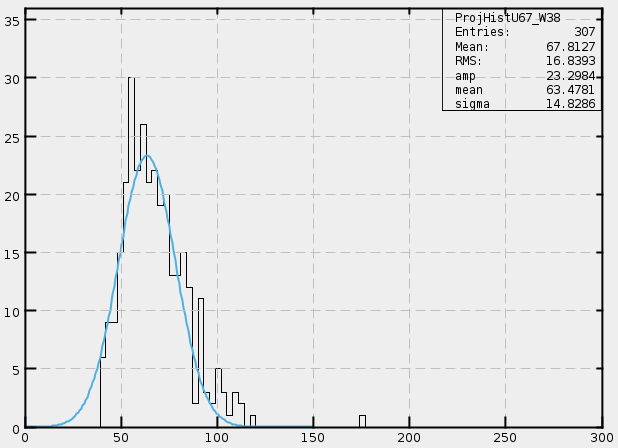 ProjHistU67_W38
Entries: 307
Mean: 67.8127
RMS: 16.8393
amp 23.2984
mean 63.4781
sigma 14.8286
35
30
25
20
15
10
5
0
0 50 100 150 200 250 300